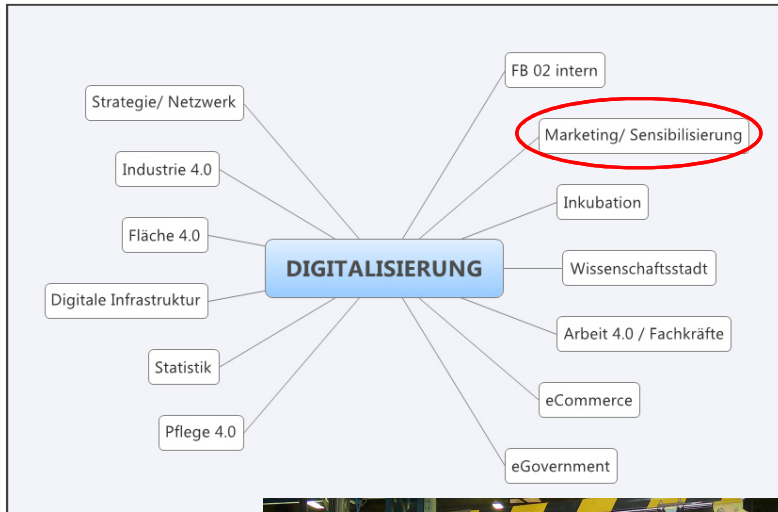 FB 02 intern
Strategie/ Netzwerk
Marketing/ Sensibilisierung
Industrie 4.0
Inkubation
Fläche 4.0
DIGITALISIERUNG
Wissenschaftsstadt
Digitale Infrastruktur
Arbeit 4.0 / Fachkräfte
Statistik
eCommerce
Pflege 4.0
eGovernment